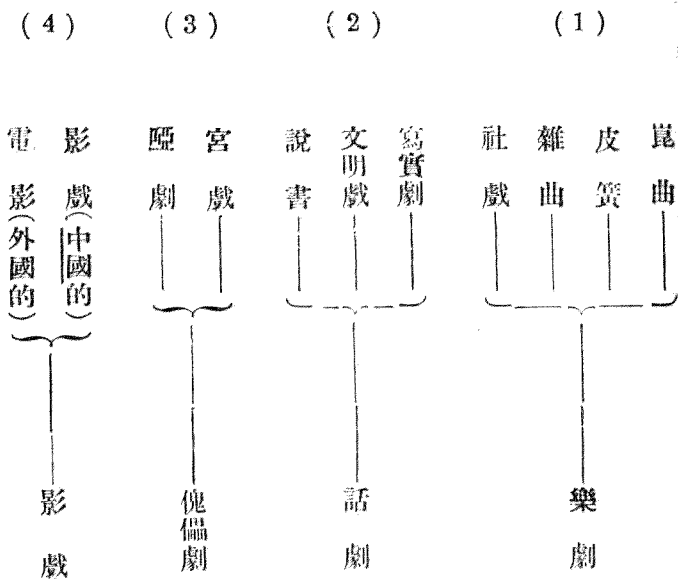 (1)
崑曲
皮簧
雜曲
社戲
樂劇
(2)
寫實劇
文明戲
說書
話劇
(3)
宮戲
啞劇
傀儡劇
(4)
影戲(中國的)
電影(外國的)
影戲